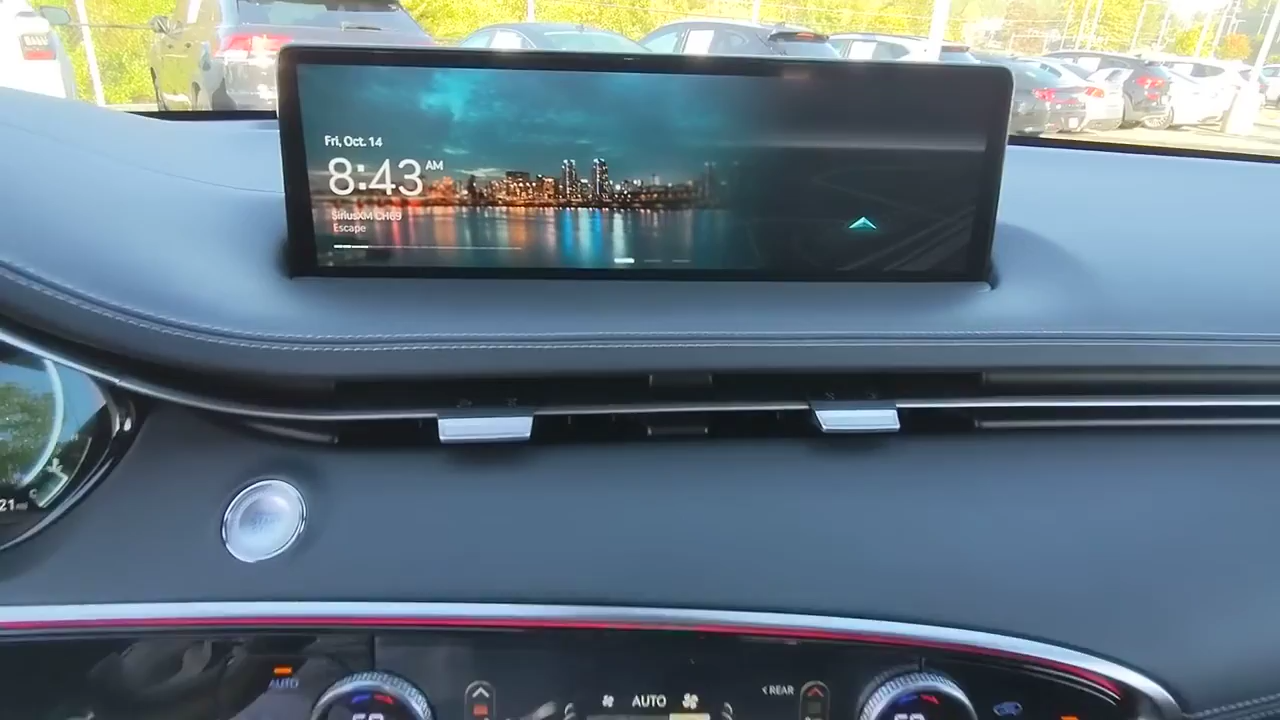 Fri, Oct. 14
8:43 AM
SiriusXM CH69
Escape
AUTO
AUTO
< REAR